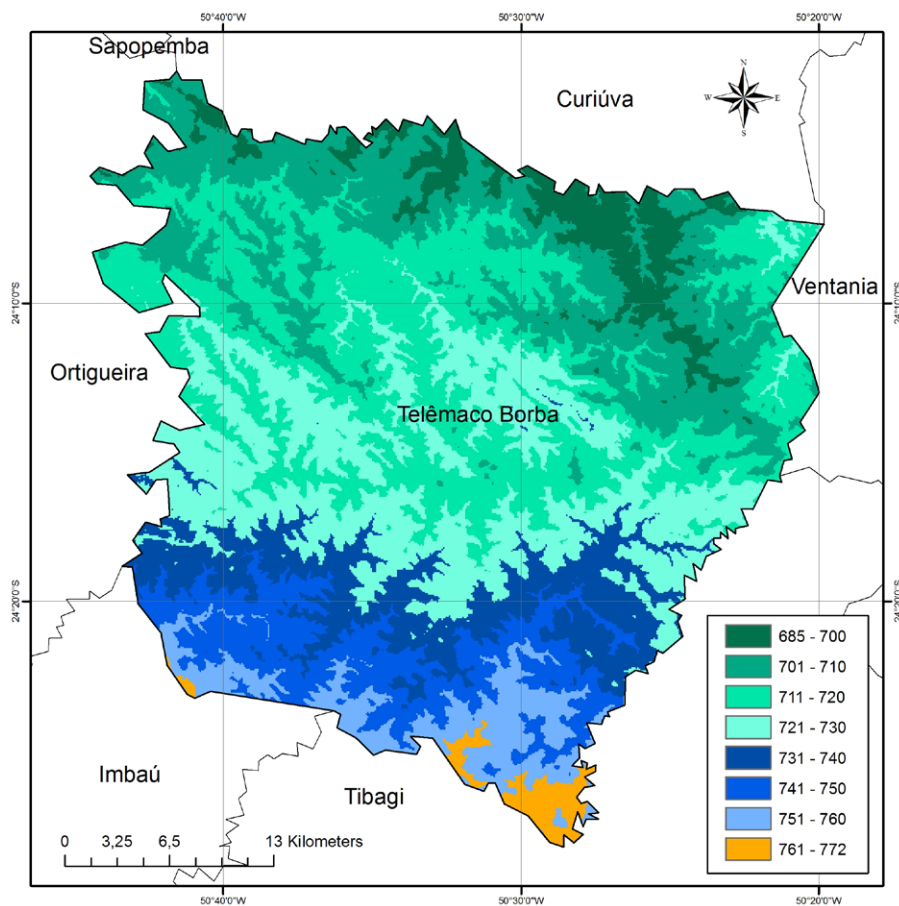 50°40'0"W 50°30'0"W 50°20'0"W
Sapopemba
Curiúva
N
W E
S
24°10'0"S Ventania 24°10'0"S
Ortigueira
Telêmaco Borba
24°20'0"S 24°20'0"S
685 - 700
701 - 710
711 - 720
721 - 730
731 - 740
741 - 750
751 - 760
761 - 772
Imbaú
Tibagi
0 3,25 6,5 13 Kilometers
50°40'0"W 50°30'0"W 50°20'0"W